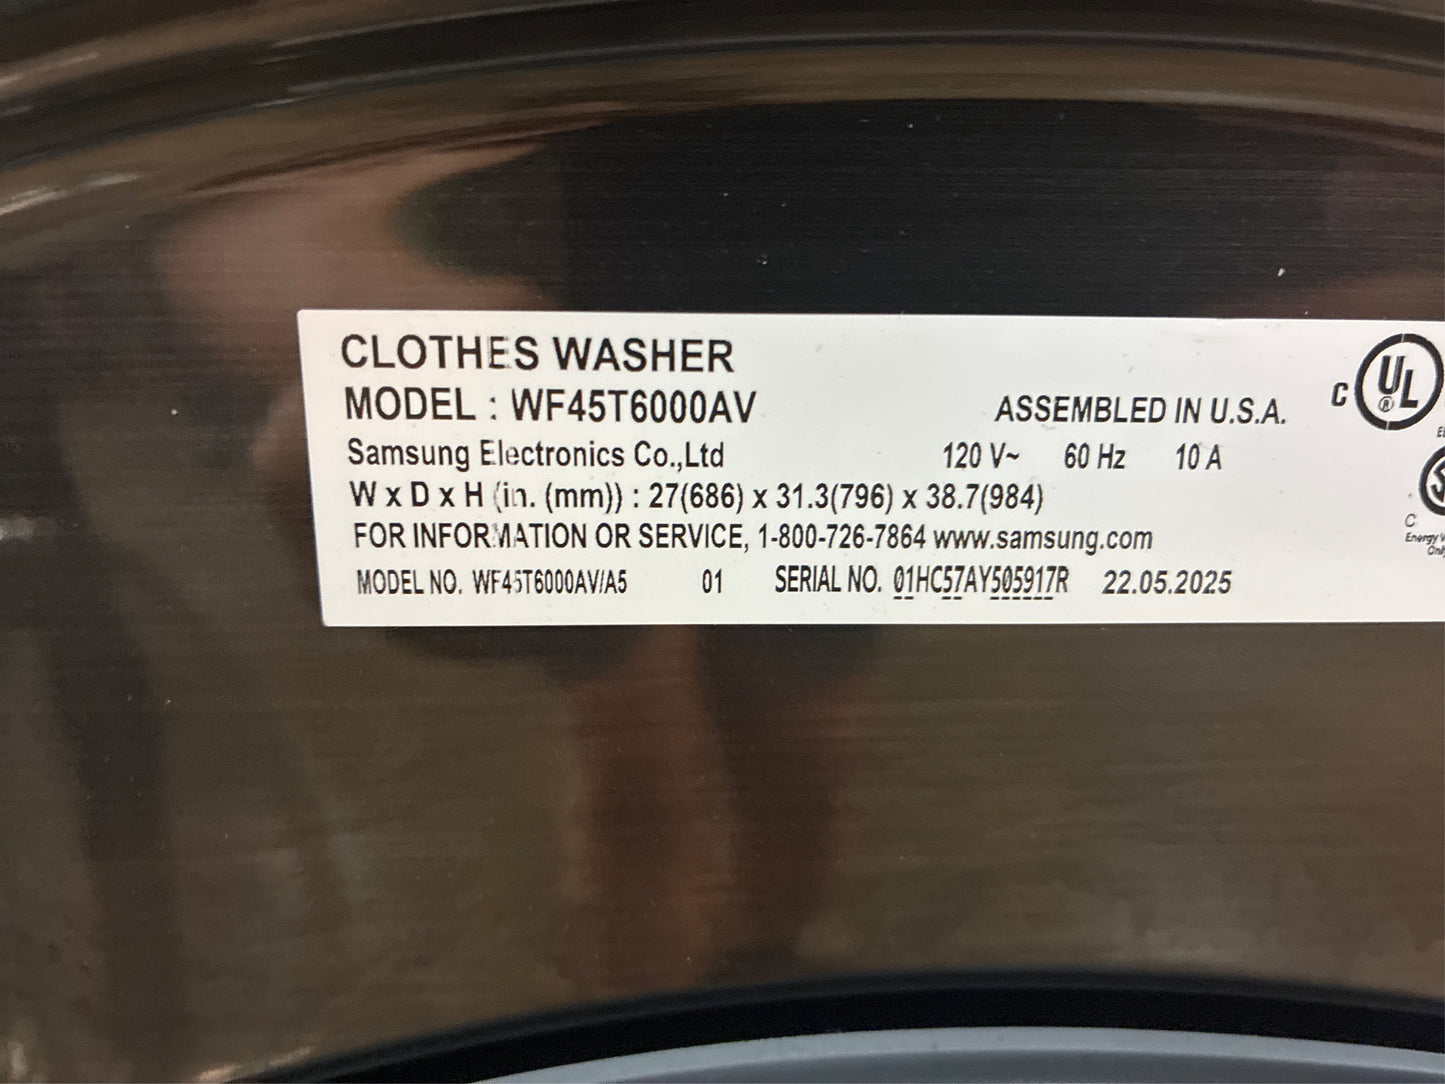 CLOTHES WASHER
MODEL : WF45T6000AV
ASSEMBLED IN U.S.A.
C UL ®
Samsung Electronics Co.,Ltd 120 V~ 60 Hz 10 A
W x D x H (in. (mm)) : 27(686) x 31.3(796) x 38.7(984)
FOR INFORMATION OR SERVICE, 1-800-726-7864 www.samsung.com
C
Energy
MODEL NO. WF45T6000AV/A5 01 SERIAL NO. 01HC57AY505917R 22.05.2025